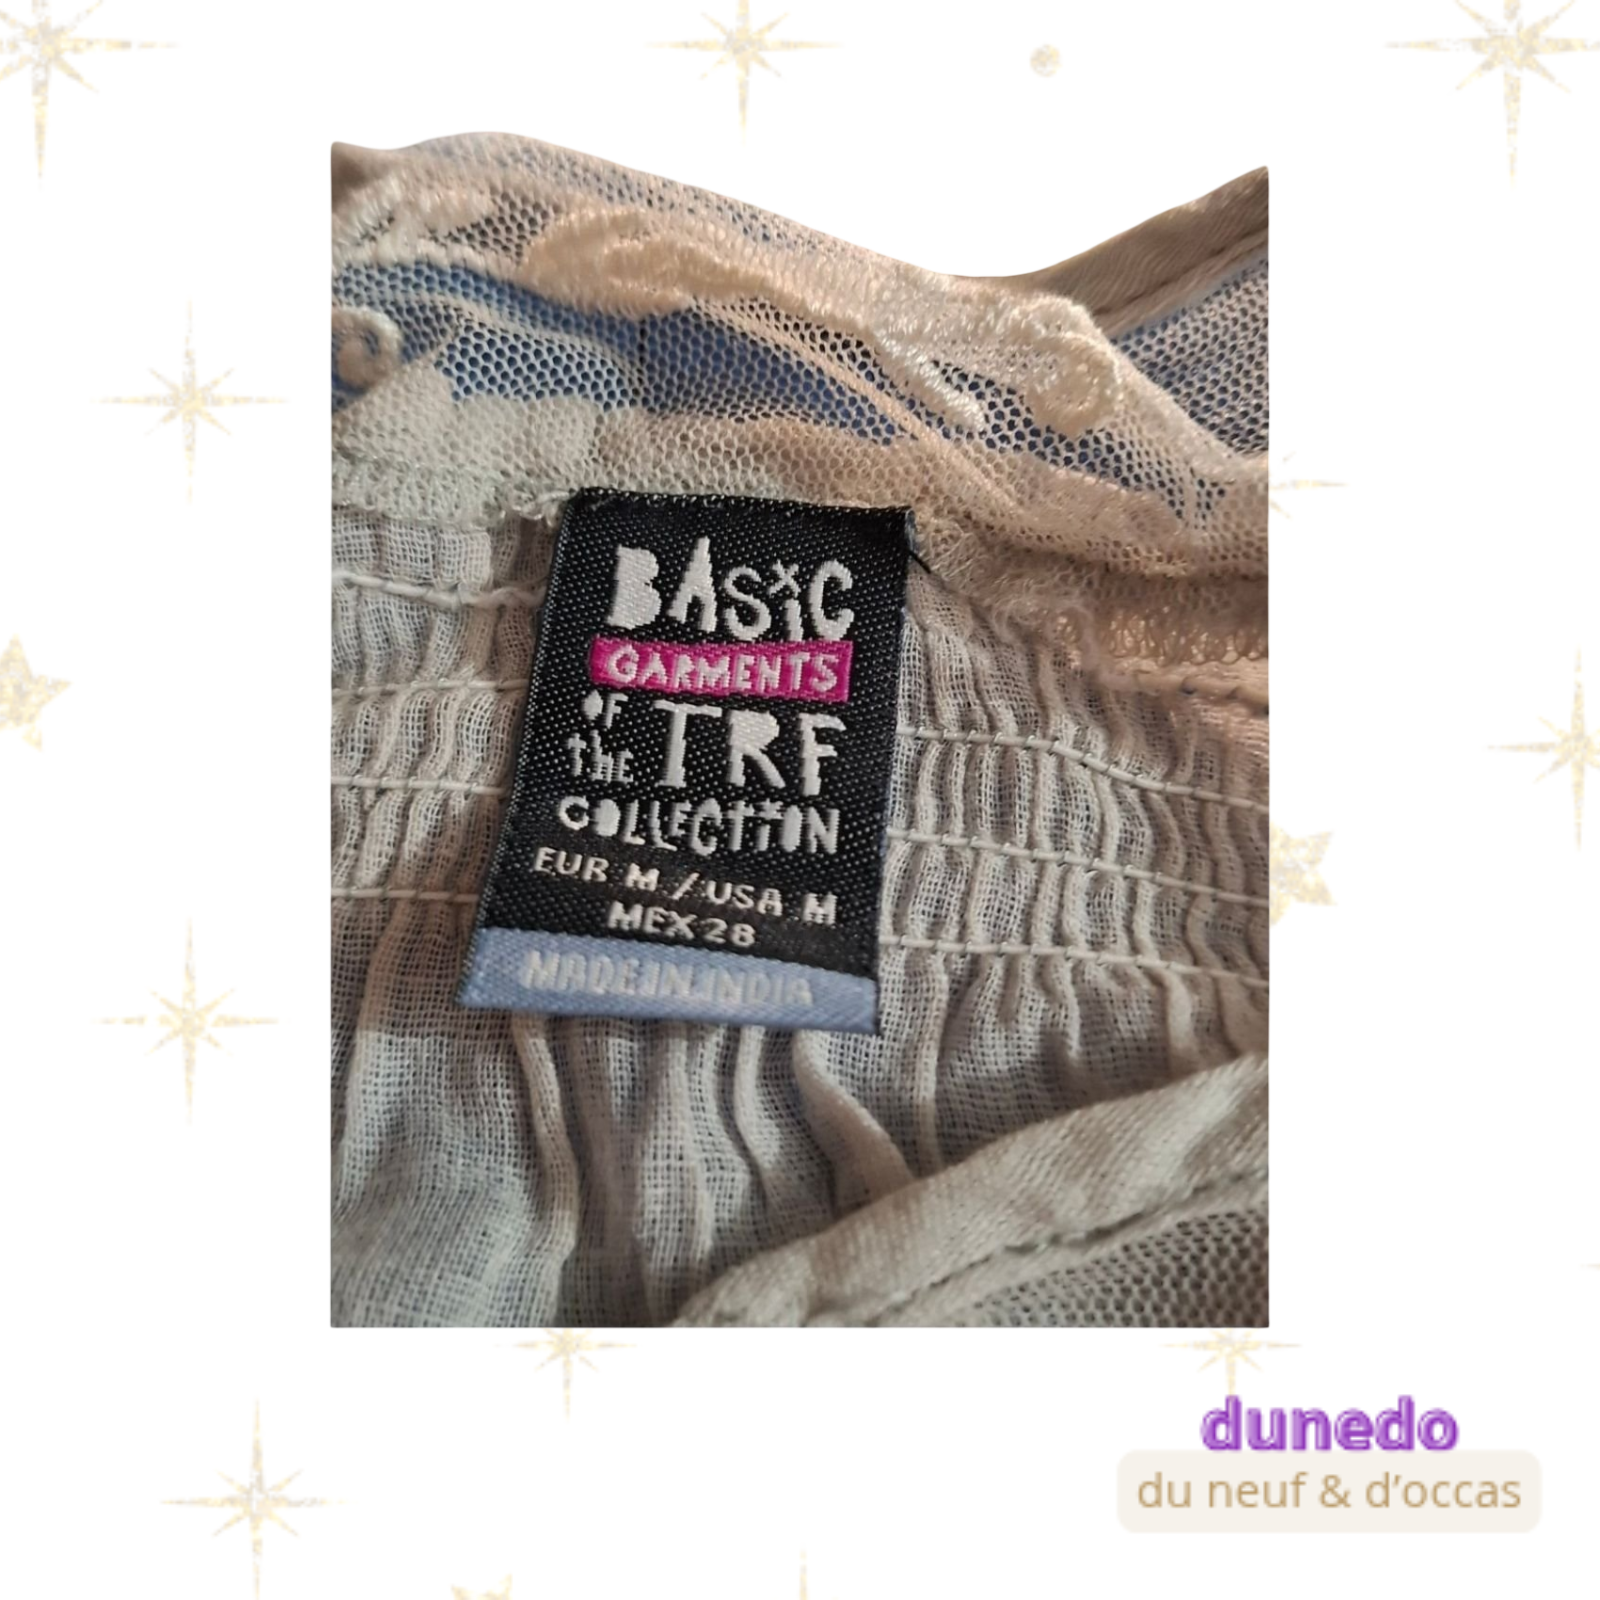 BASiC
GARMENTS
OF
the TRF
COLLECTION
EUR M / USA M
MEX 28
MADE IN INDIA
dunedo
du neuf & d’occas